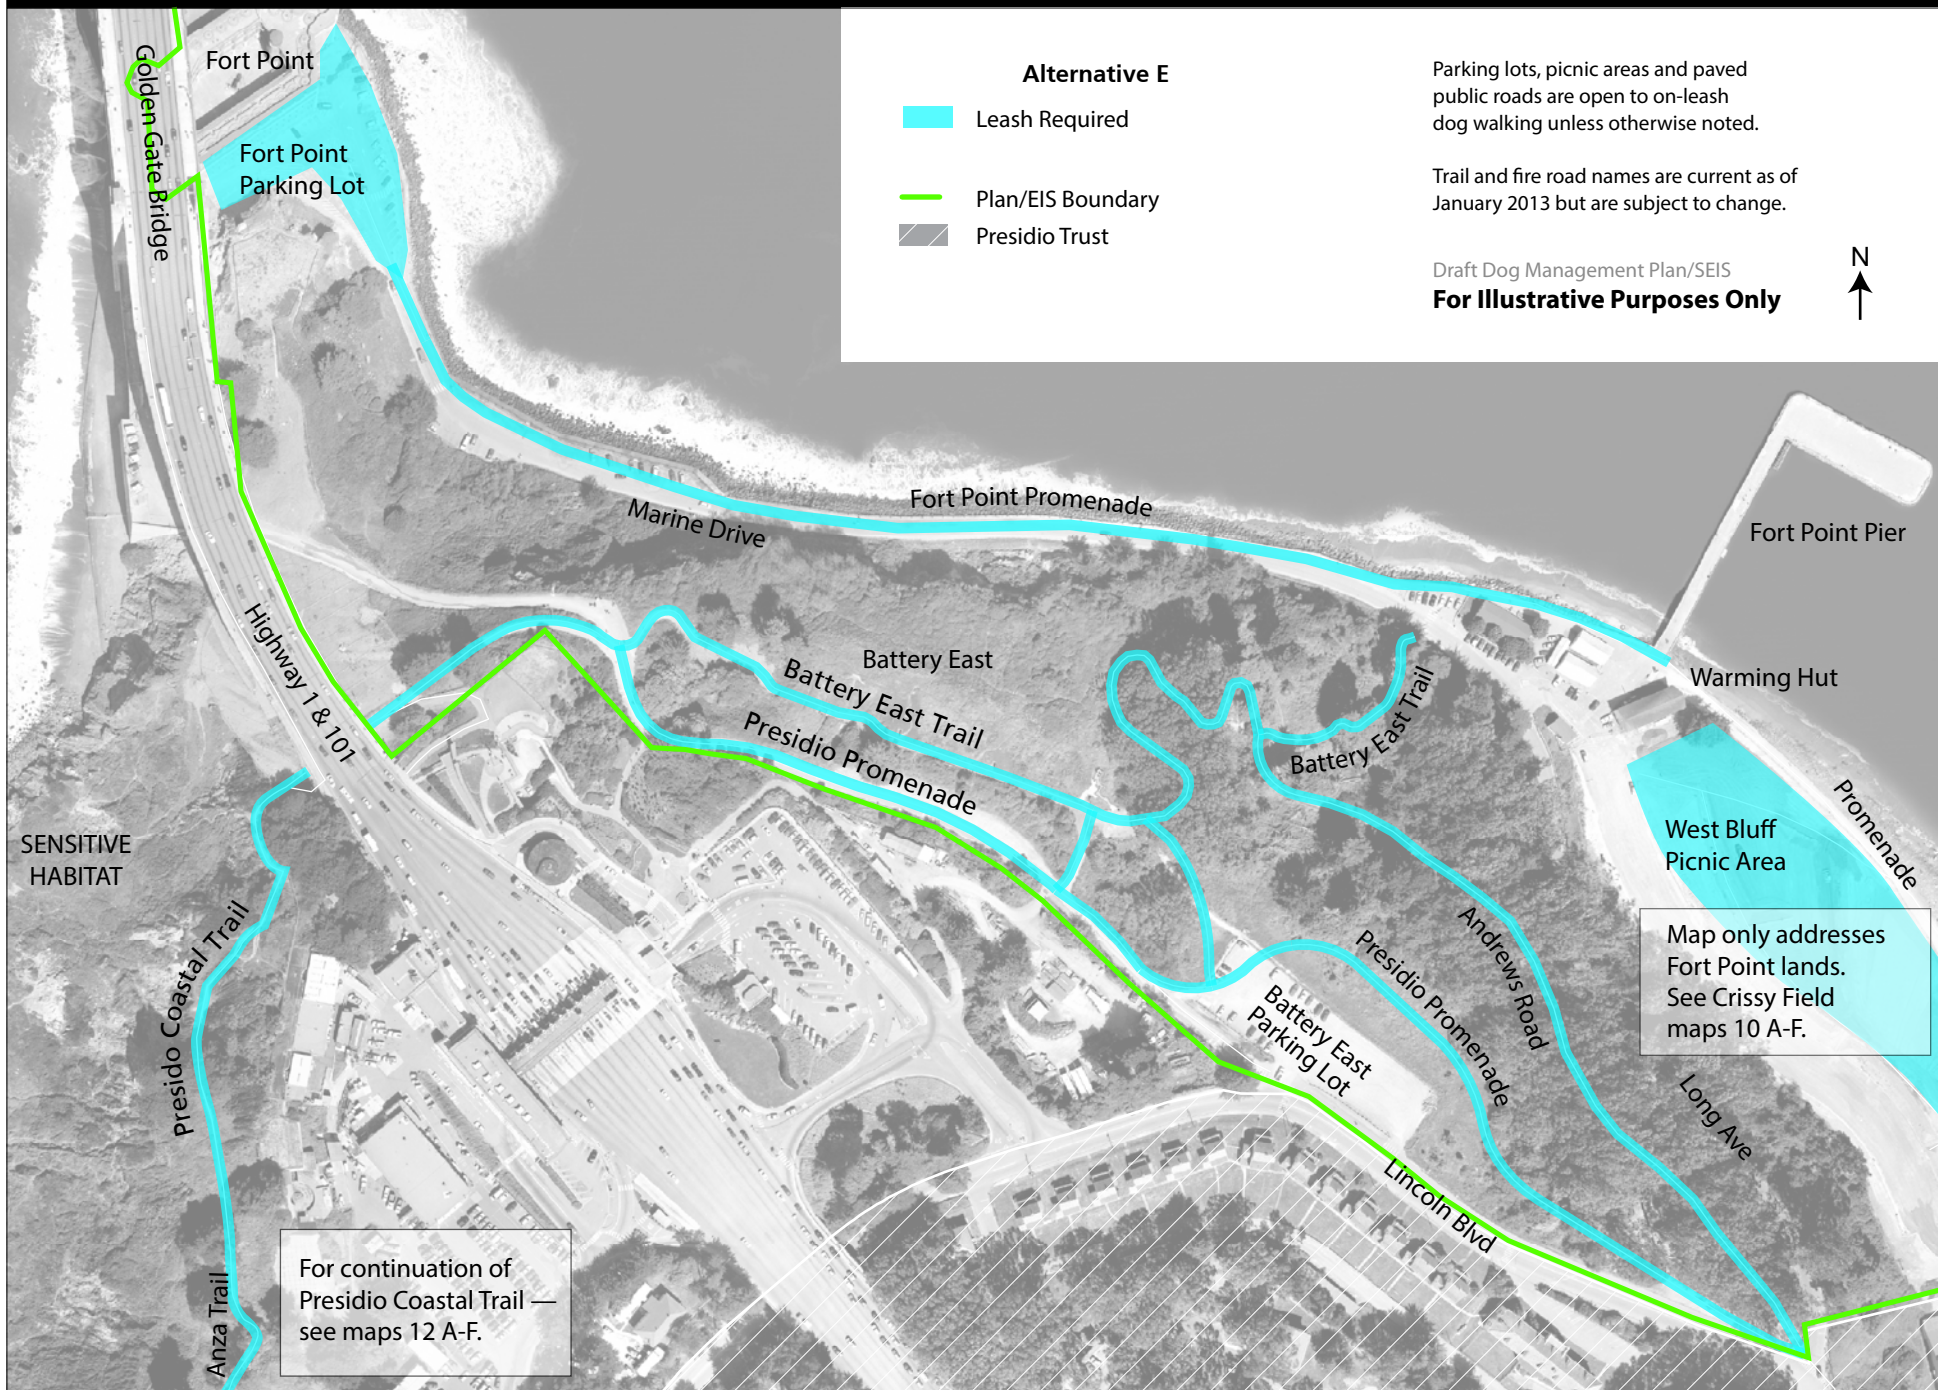 Alternative E
Leash Required
Plan/EIS Boundary
Presidio Trust
Parking lots, picnic areas and paved
public roads are open to on-leash
dog walking unless otherwise noted.
Trail and fire road names are current as of
January 2013 but are subject to change.
Draft Dog Management Plan/SEIS
For Illustrative Purposes Only
N
Golden Gate Bridge
Fort Point
Fort Point
Parking Lot
Marine Drive
Fort Point Promenade
Fort Point Pier
Highway 1 & 101
Battery East
Battery East Trail
Presidio Promenade
Battery East Trail
Warming Hut
Promenade
West Bluff
Picnic Area
SENSITIVE
HABITAT
Presido Coastal Trail
Andrews Road
Presidio Promenade
Map only addresses
Fort Point lands.
See Crissy Field
maps 10 A-F.
Battery East
Parking Lot
Long Ave
Lincoln Blvd
Anza Trail
For continuation of
Presidio Coastal Trail —
see maps 12 A-F.